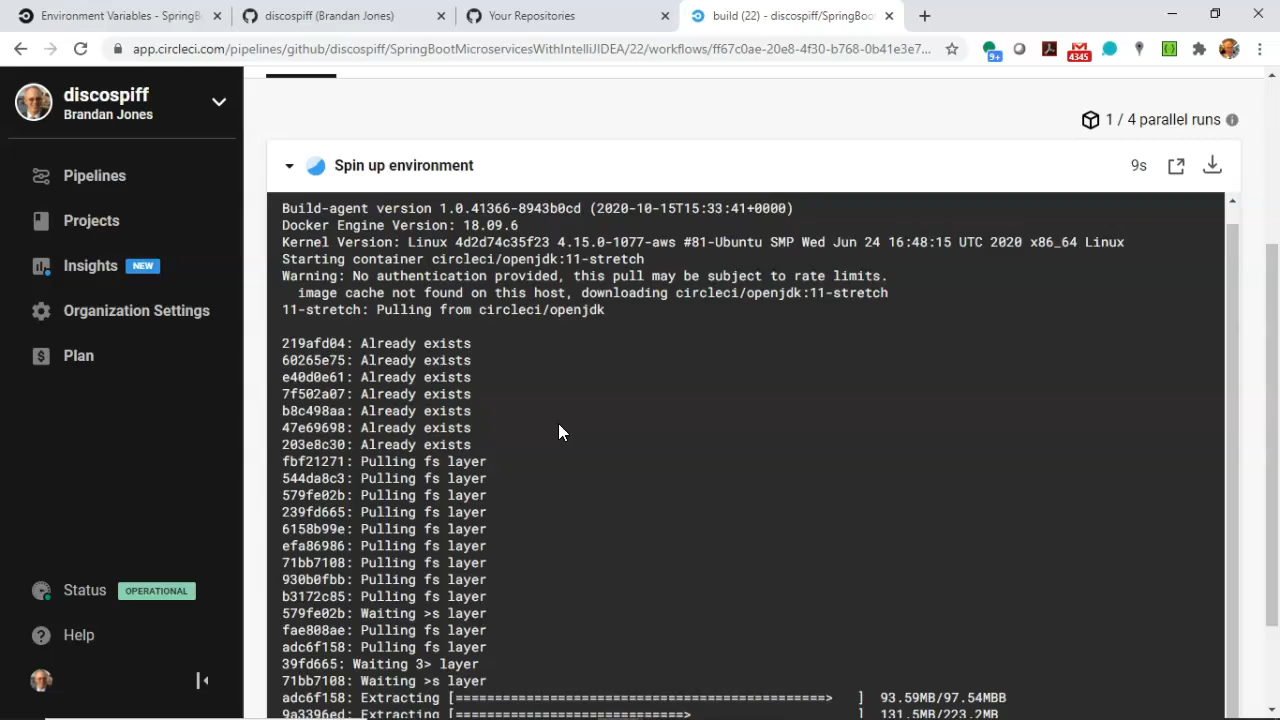 Environment Variables - SpringB
discospiff (Brandan Jones)
Your Repositories
build (22) - discospiff/SpringBoo
app.circleci.com/pipelines/github/discospiff/SpringBootMicroservicesWithIntelliJIDEA/22/workflows/ff67c0ae-20e8-4f30-b768-0b41e3e7...
9+
4345
discospiff
Brandan Jones
Pipelines
Projects
Insights NEW
Organization Settings
Plan
Status OPERATIONAL
Help
1 / 4 parallel runs
Spin up environment
9s
Build-agent version 1.0.41366-8943b0cd (2020-10-15T15:33:41+0000)
Docker Engine Version: 18.09.6
Kernel Version: Linux 4d2d74c35f23 4.15.0-1077-aws #81-Ubuntu SMP Wed Jun 24 16:48:15 UTC 2020 x86_64 Linux
Starting container circleci/openjdk:11-stretch
Warning: No authentication provided, this pull may be subject to rate limits.
image cache not found on this host, downloading circleci/openjdk:11-stretch
11-stretch: Pulling from circleci/openjdk
219afd04: Already exists
60265e75: Already exists
e40d0e61: Already exists
7f502a07: Already exists
b8c498aa: Already exists
47e69698: Already exists
203e8c30: Already exists
fbf21271: Pulling fs layer
544da8c3: Pulling fs layer
579fe02b: Pulling fs layer
239fd665: Pulling fs layer
6158b99e: Pulling fs layer
efa86986: Pulling fs layer
71bb7108: Pulling fs layer
930b0fbb: Pulling fs layer
b3172c85: Pulling fs layer
579fe02b: Waiting >s layer
fae808ae: Pulling fs layer
adc6f158: Pulling fs layer
39fd665: Waiting 3> layer
71bb7108: Waiting >s layer
adc6f158: Extracting [===============================================> ] 93.59MB/97.54MBB
9a3396ed: Extracting [=============================> ] 131.5MB/223.2MB